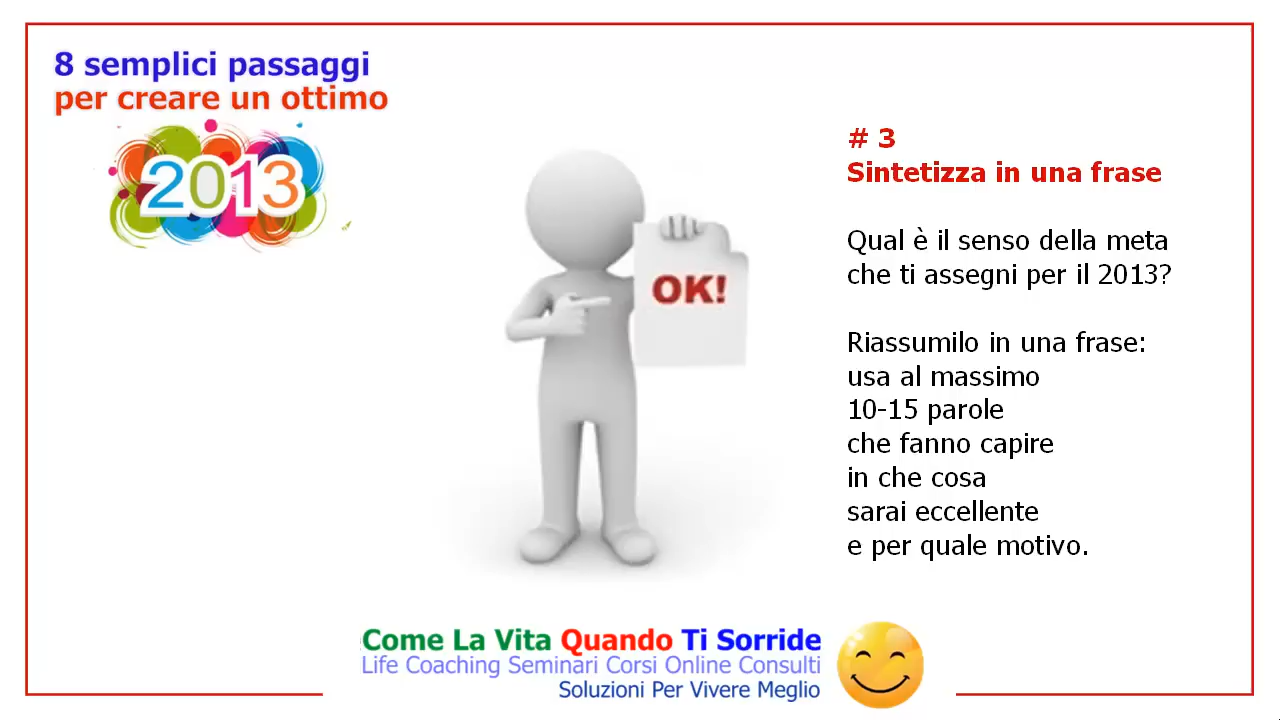 8 semplici passaggi
per creare un ottimo
2013
OK!
# 3
Sintetizza in una frase
Qual è il senso della meta
che ti assegni per il 2013?
Riassumilo in una frase:
usa al massimo
10-15 parole
che fanno capire
in che cosa
sarai eccellente
e per quale motivo.
Come La Vita Quando Ti Sorride
Life Coaching Seminari Corsi Online Consulti
Soluzioni Per Vivere Meglio